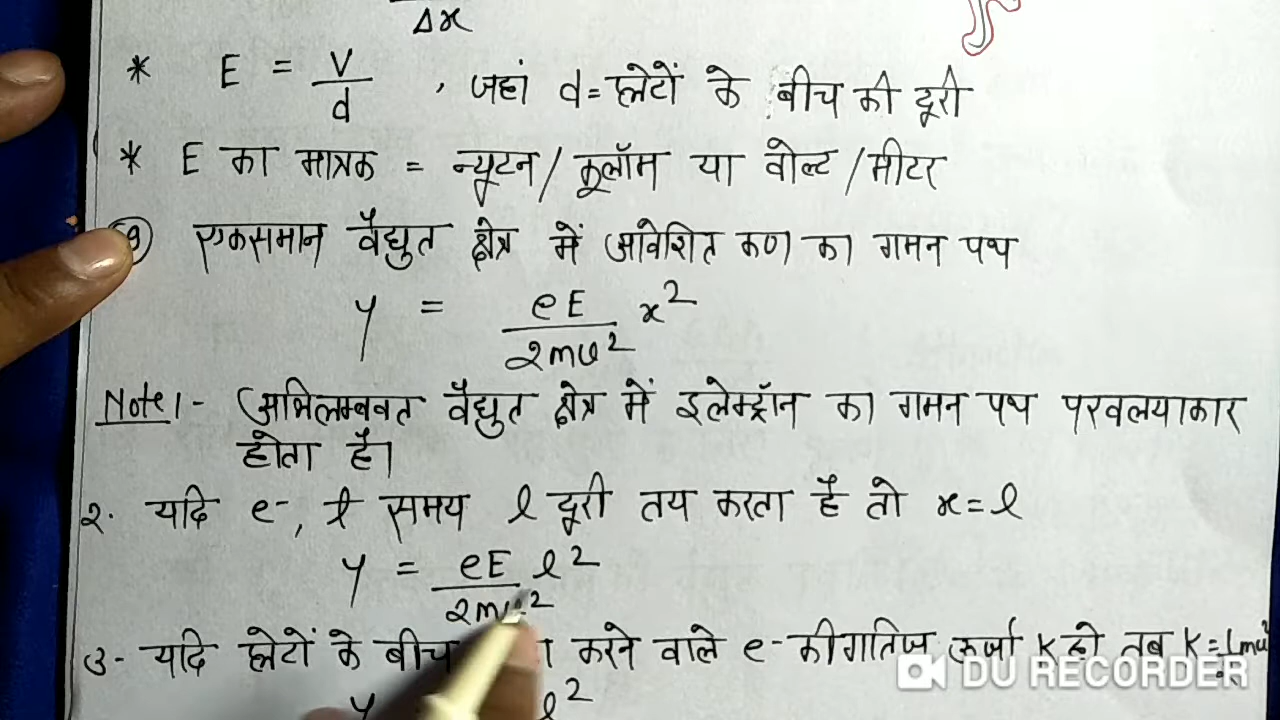 Δx
* E = V/d , जहां d = प्लेटों के बीच की दूरी
* E का मात्रक = न्यूटन/कूलॉम या वोल्ट/मीटर
9 एकसमान वैद्युत क्षेत्र में आवेशित कण का गमन पथ
y = eE/2mv² x²
Note 1- अभिलम्बवत वैद्युत क्षेत्र में इलेक्ट्रॉन का गमन पथ परवलयाकार
होता है।
2. यदि e-, t समय l दूरी तय करता है तो x = l
y = eE/2mv² l²
3- यदि प्लेटों के बीच करने वाले e- की गतिज ऊर्जा K हो तब K = ½mv²
y l²
DU RECORDER